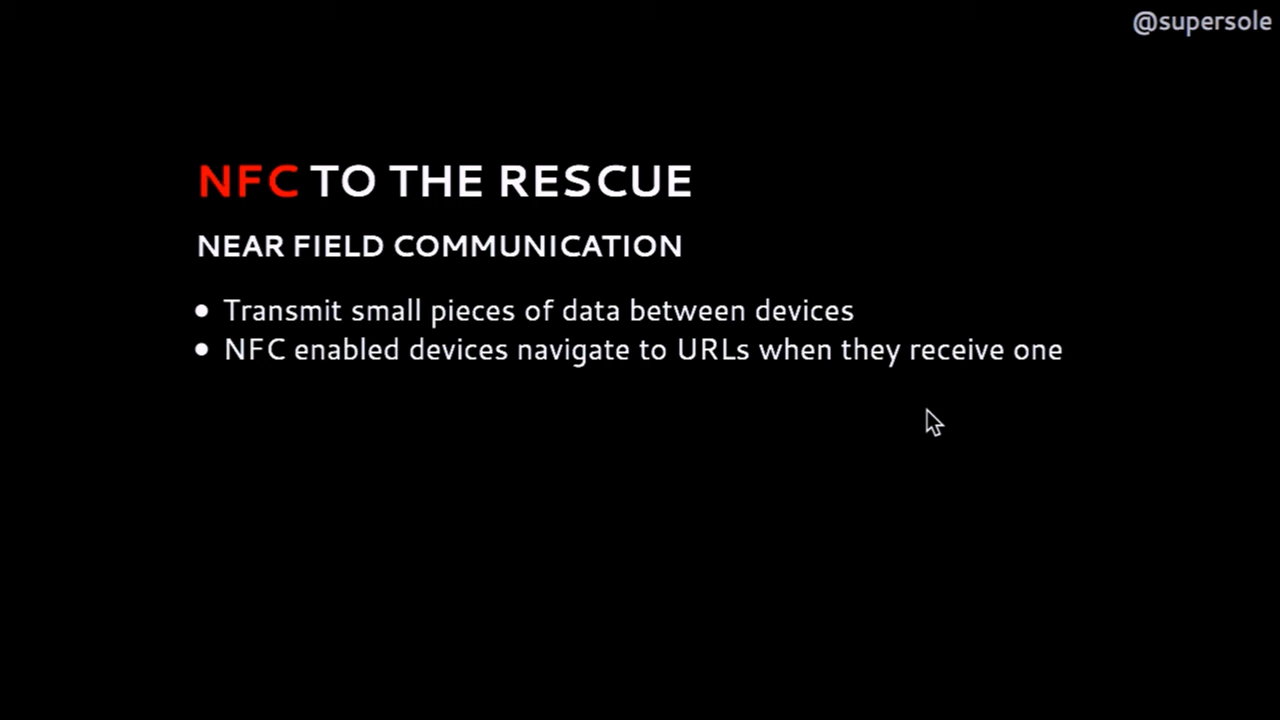 @supersole
NFC TO THE RESCUE
NEAR FIELD COMMUNICATION
• Transmit small pieces of data between devices
• NFC enabled devices navigate to URLs when they receive one